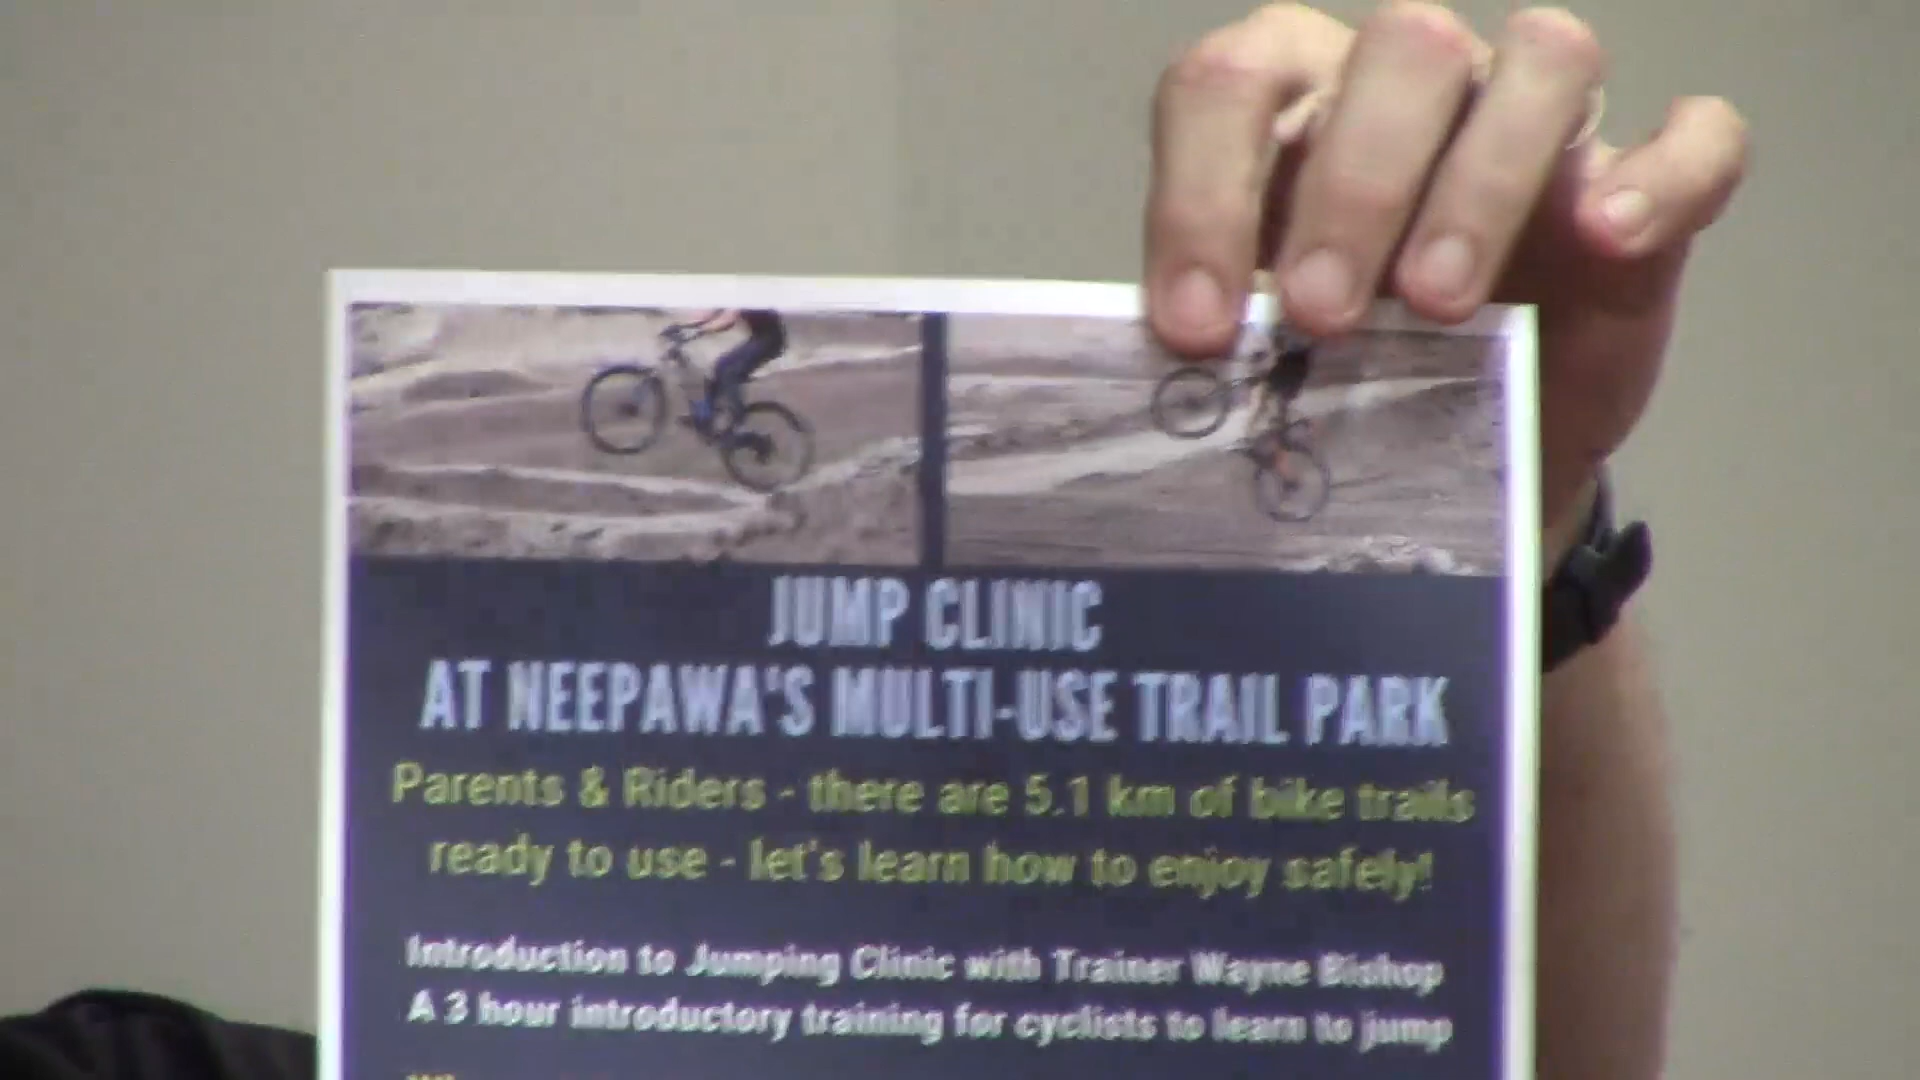 JUMP CLINIC
AT NEEPAWA'S MULTI-USE TRAIL PARK
Parents & Riders - there are 5.1 km of bike trails
ready to use - let's learn how to enjoy safely!
Introduction to Jumping Clinic with Trainer Wayne Bishop
A 3 hour introductory training for cyclists to learn to jump